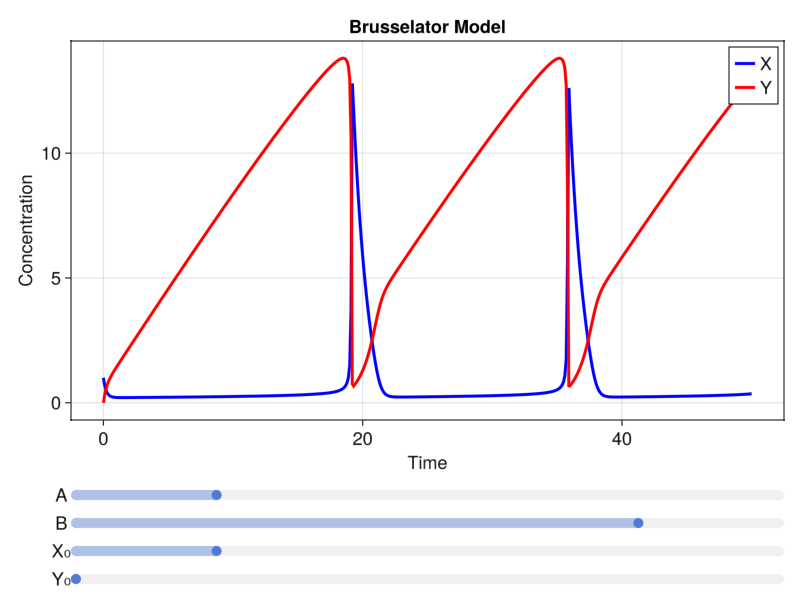 Brusselator Model
X
Y
Concentration
10
5
0
0 20 40
Time
A
B
X₀
Y₀